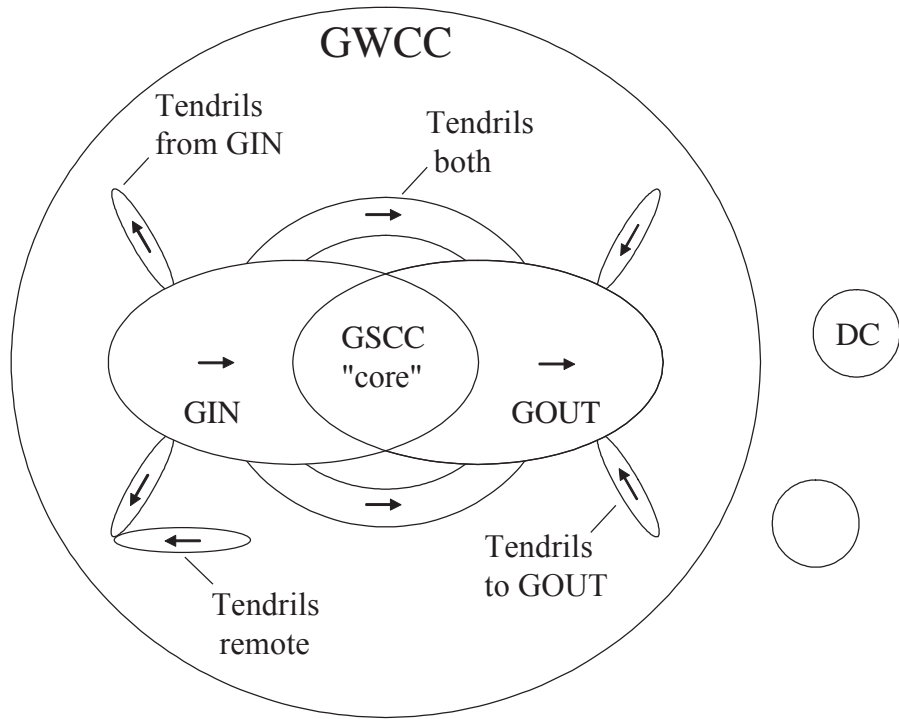 GWCC
Tendrils
from GIN
Tendrils
both
GSCC
"core"
GIN
GOUT
DC
Tendrils
to GOUT
Tendrils
remote